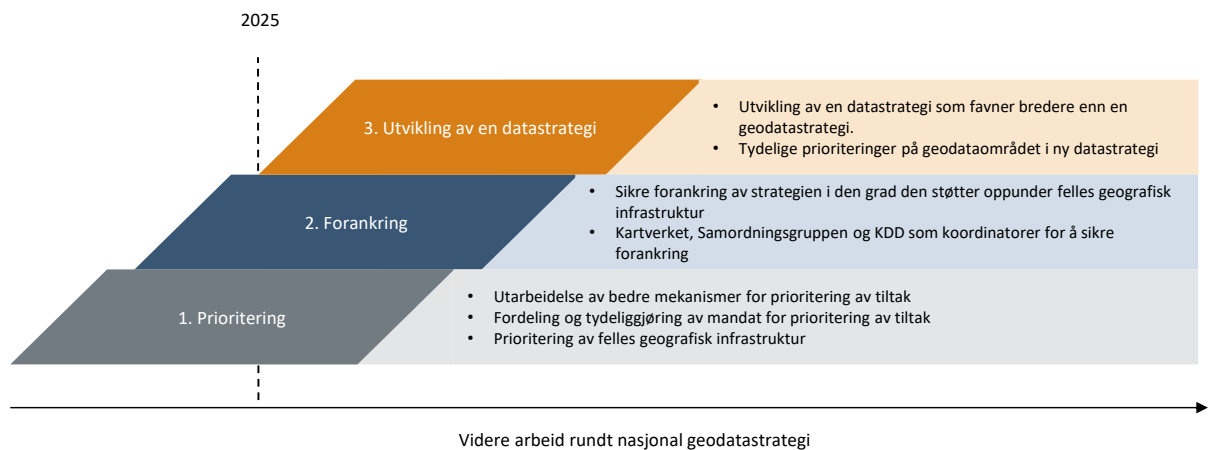 2025
3. Utvikling av en datastrategi
• Utvikling av en datastrategi som favner bredere enn en
geodatastrategi.
• Tydelige prioriteringer på geodataområdet i ny datastrategi
2. Forankring
• Sikre forankring av strategien i den grad den støtter oppunder felles geografisk
infrastruktur
• Kartverket, Samordningsgruppen og KDD som koordinatorer for å sikre
forankring
1. Prioritering
• Utarbeidelse av bedre mekanismer for prioritering av tiltak
• Fordeling og tydeliggjøring av mandat for prioritering av tiltak
• Prioritering av felles geografisk infrastruktur
Videre arbeid rundt nasjonal geodatastrategi